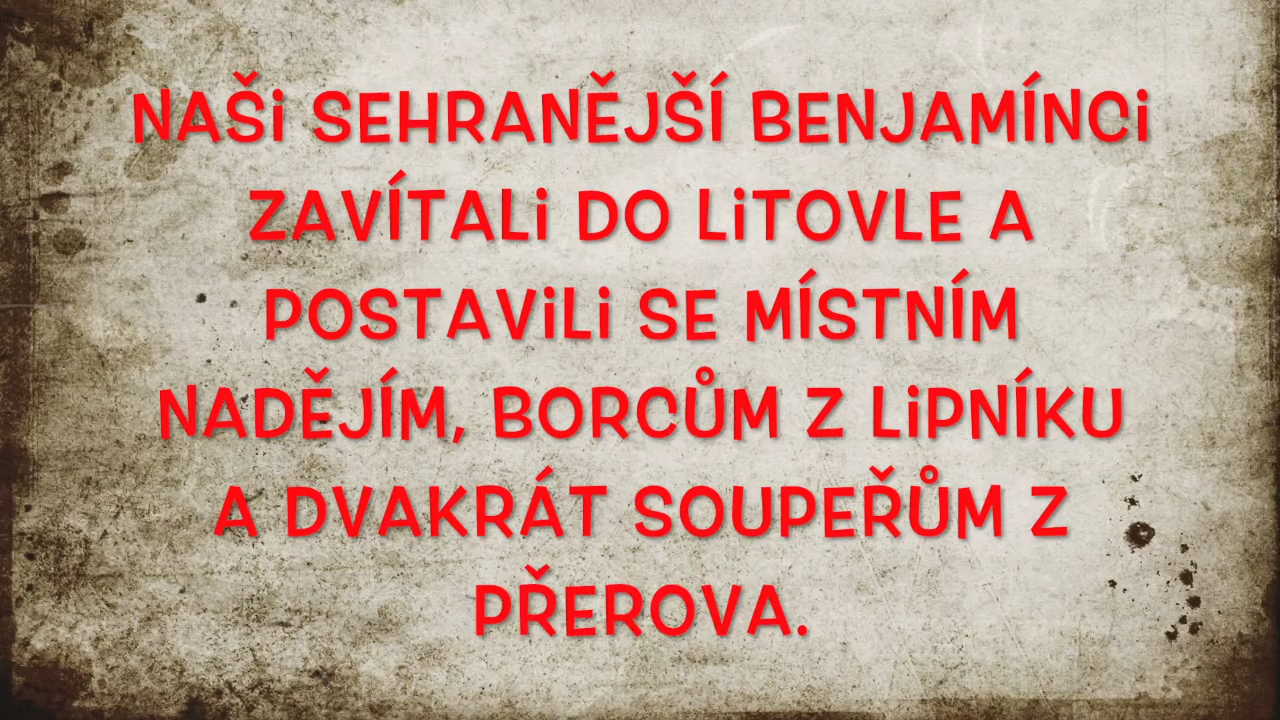 NAŠi SEHRANĚJŠÍ BENJAMÍNCi
ZAVÍTALi DO LiTOVLE A
POSTAViLi SE MÍSTNÍM
NADĚJÍM, BORCŮM Z LiPNÍKU
A DVAKRÁT SOUPEŘŮM Z
PŘEROVA.